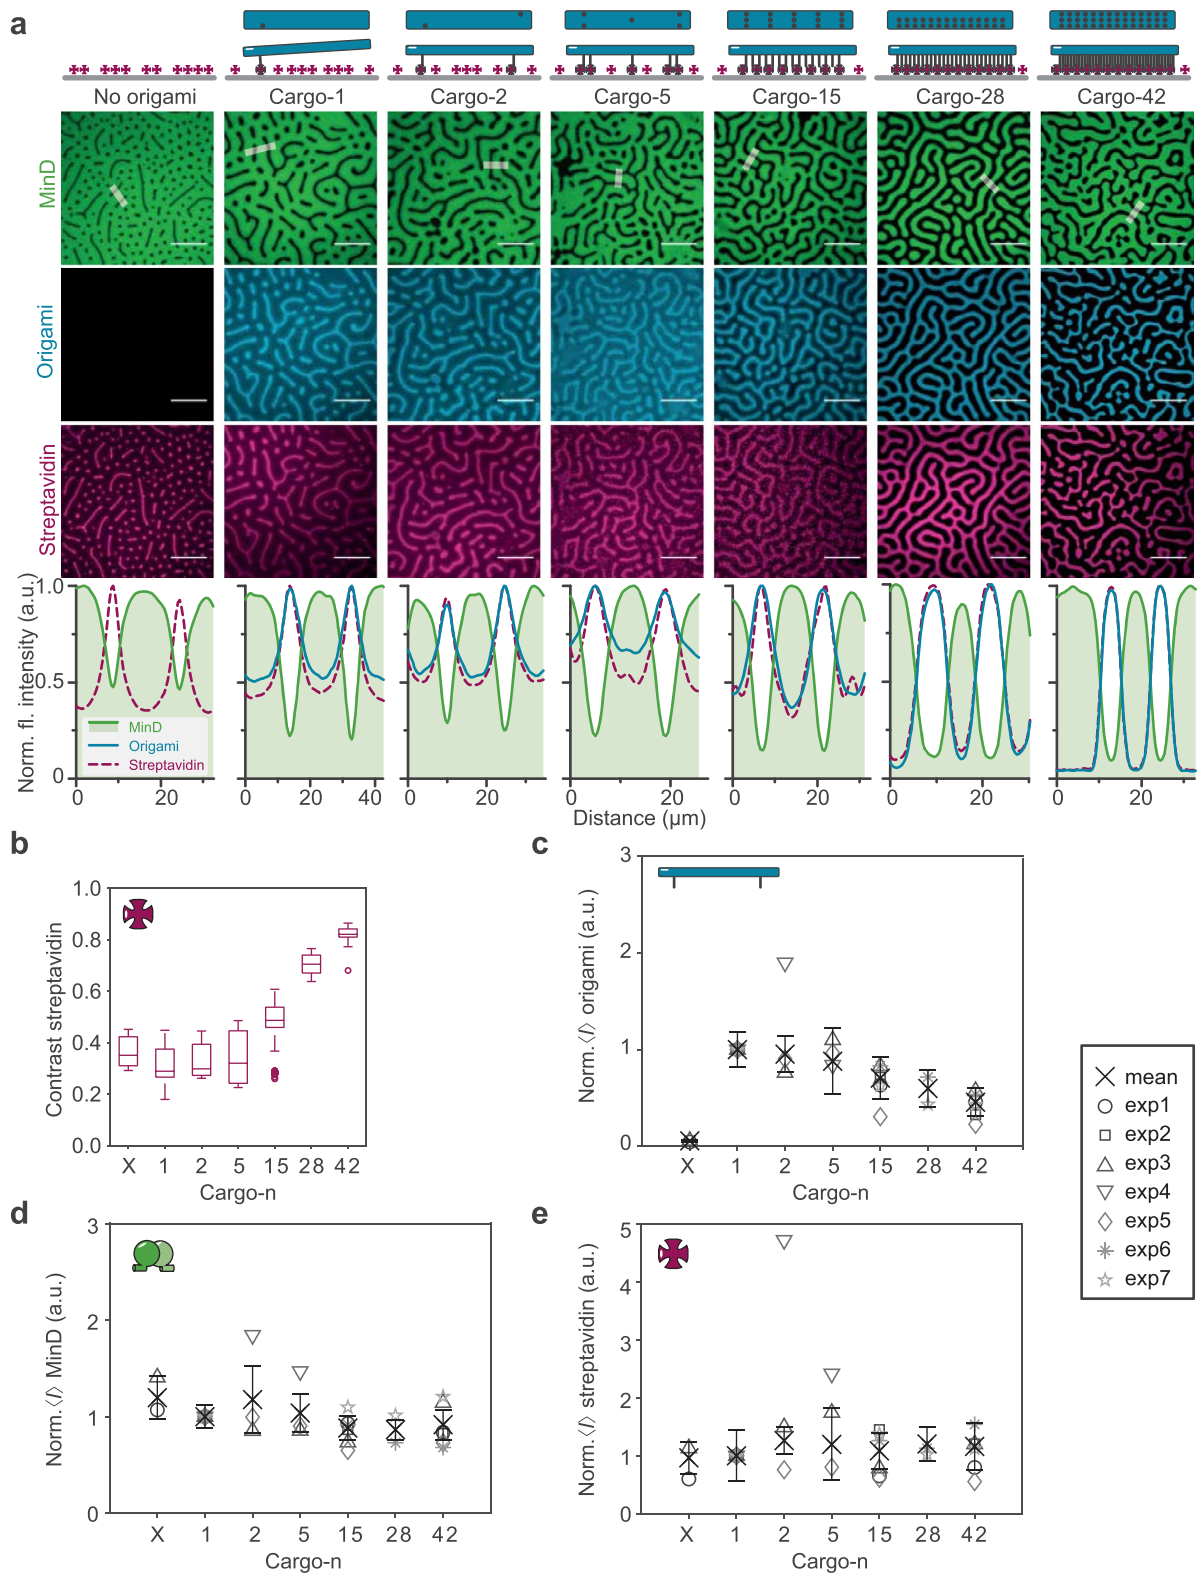 a
No origami
Cargo-1
Cargo-2
Cargo-5
Cargo-15
Cargo-28
Cargo-42
MinD
Origami
Streptavidin
Norm. fl. intensity (a.u.)
1.0
0.5
0
MinD
Origami
Streptavidin
0 20
0 20 40
0 20
0 20
0 20
0 20
0 20
Distance (µm)
b
Contrast streptavidin
1.0
0.8
0.6
0.4
0.2
0.0
X 1 2 5 15 28 42
Cargo-n
c
Norm. ⟨I⟩ origami (a.u.)
3
2
1
0
X 1 2 5 15 28 42
Cargo-n
mean
exp1
exp2
exp3
exp4
exp5
exp6
exp7
d
Norm. ⟨I⟩ MinD (a.u.)
3
2
1
0
X 1 2 5 15 28 42
Cargo-n
e
Norm. ⟨I⟩ streptavidin (a.u.)
5
4
3
2
1
0
X 1 2 5 15 28 42
Cargo-n